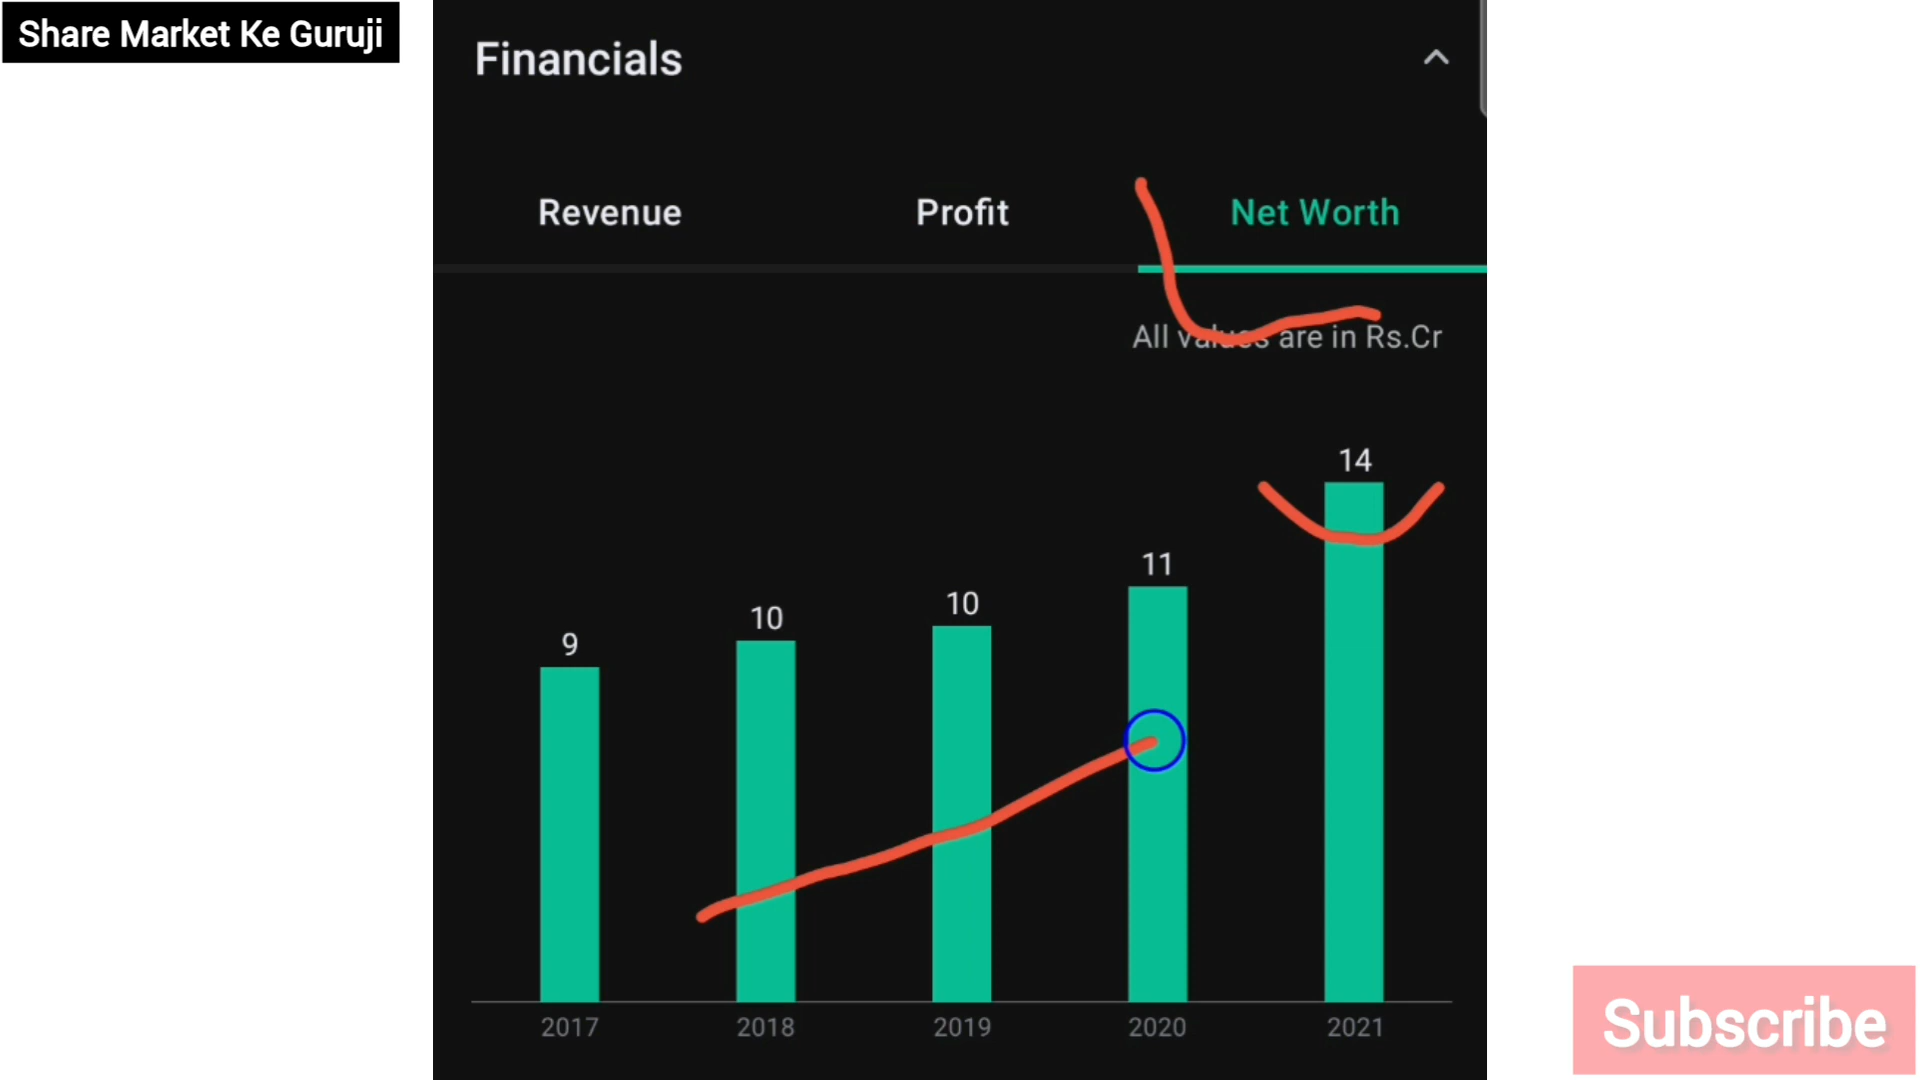 Share Market Ke Guruji
Financials
Revenue Profit Net Worth
All values are in Rs.Cr
14
11
10
10
9
2017 2018 2019 2020 2021
Subscribe